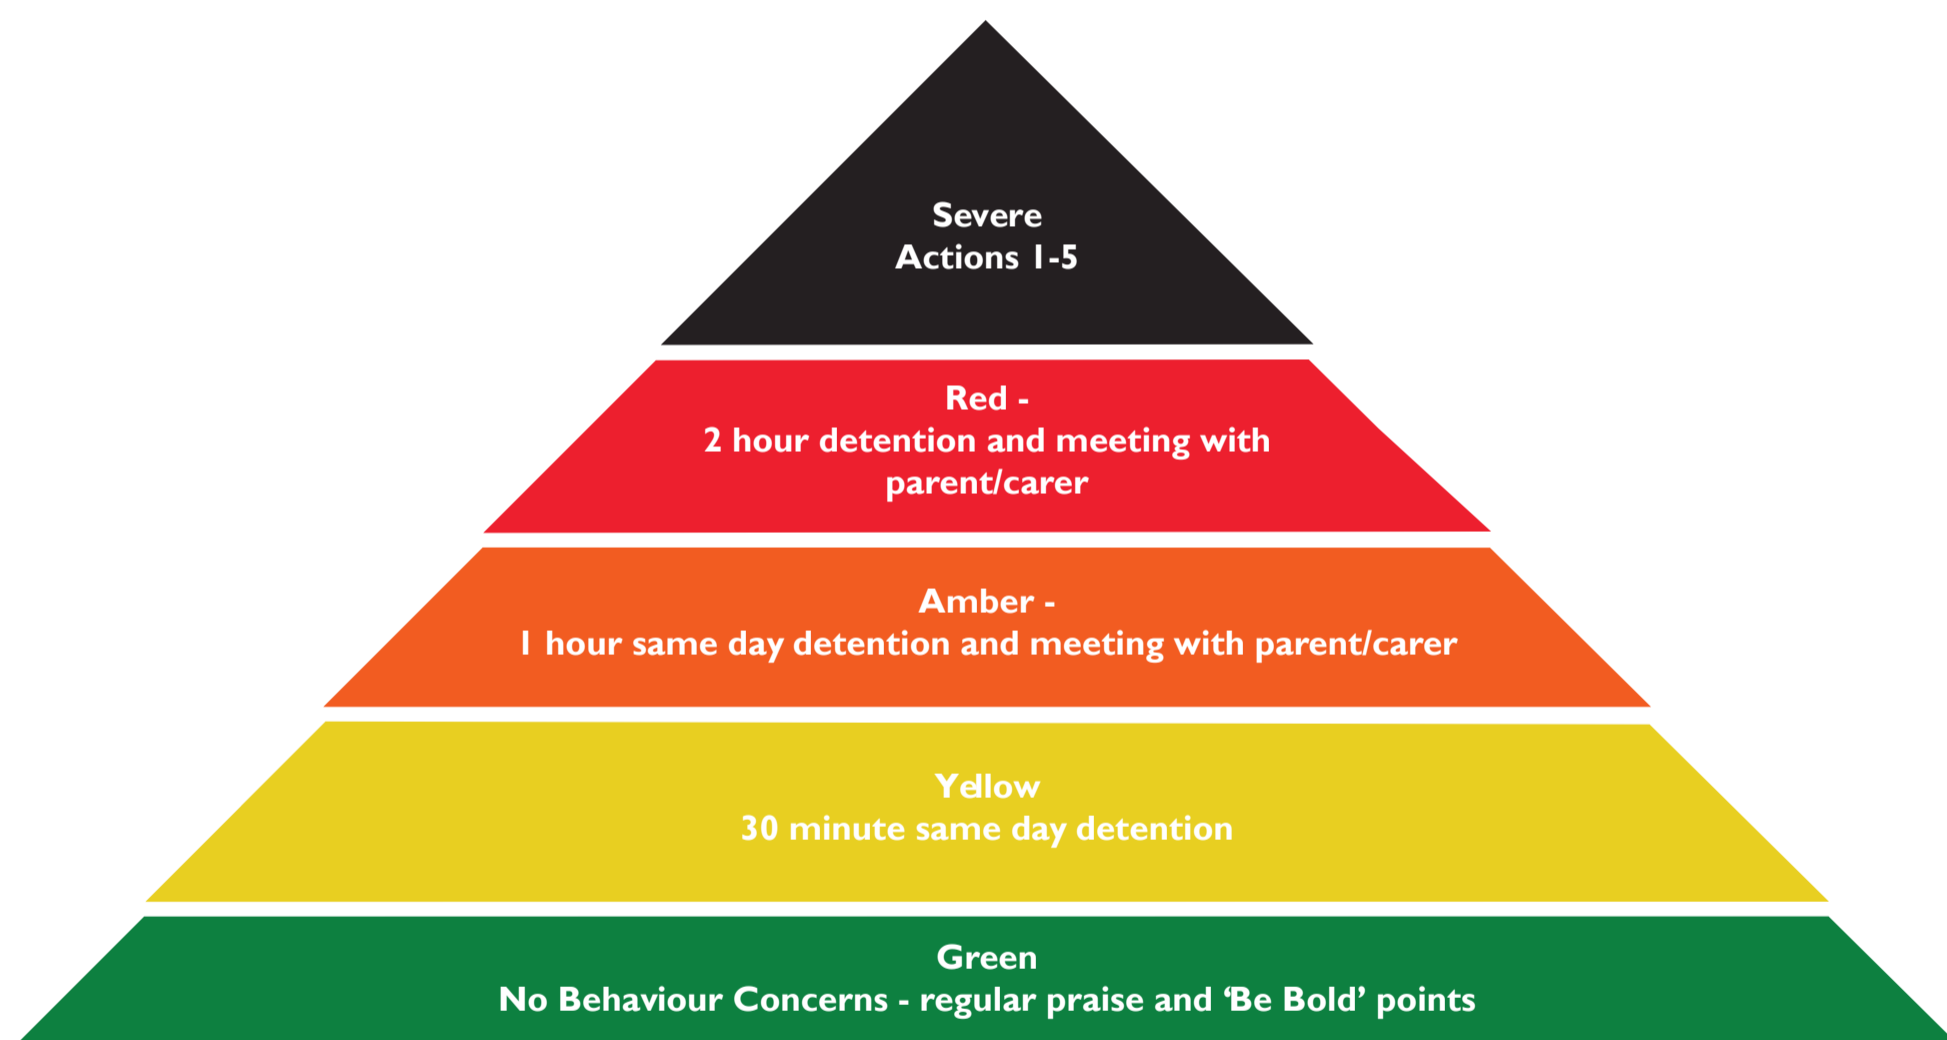 Severe
Actions 1-5
Red -
2 hour detention and meeting with
parent/carer
Amber -
1 hour same day detention and meeting with parent/carer
Yellow
30 minute same day detention
Green
No Behaviour Concerns - regular praise and ‘Be Bold’ points